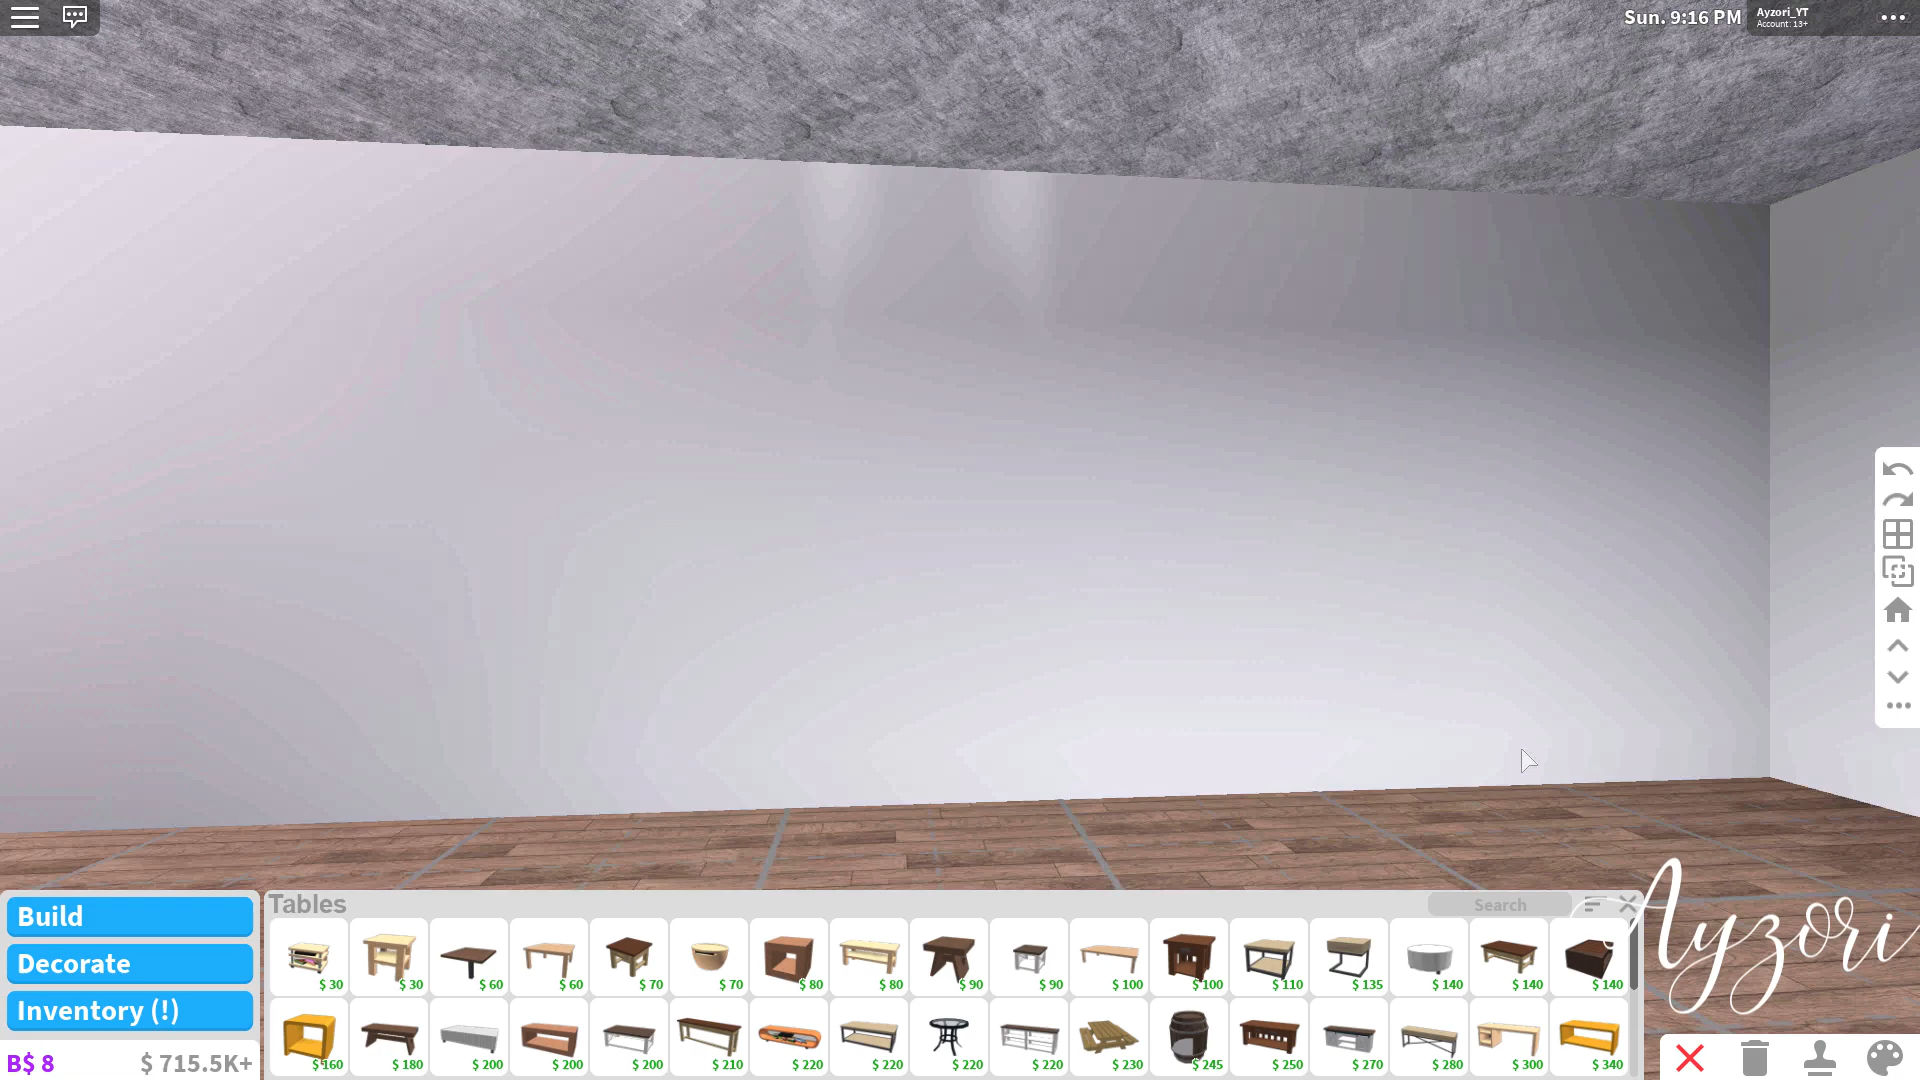 Sun. 9:16 PM
Ayzori_YT
Account: 13+
Build
Decorate
Inventory (!)
B$ 8
$ 715.5K+
Tables
Search
$ 30 $ 30 $ 60 $ 60 $ 70 $ 70 $ 80 $ 80 $ 90 $ 90 $ 100 $ 100 $ 110 $ 135 $ 140 $ 140 $ 140
$ 160 $ 180 $ 200 $ 200 $ 200 $ 210 $ 220 $ 220 $ 220 $ 220 $ 230 $ 245 $ 250 $ 270 $ 280 $ 300 $ 340
Ayzori